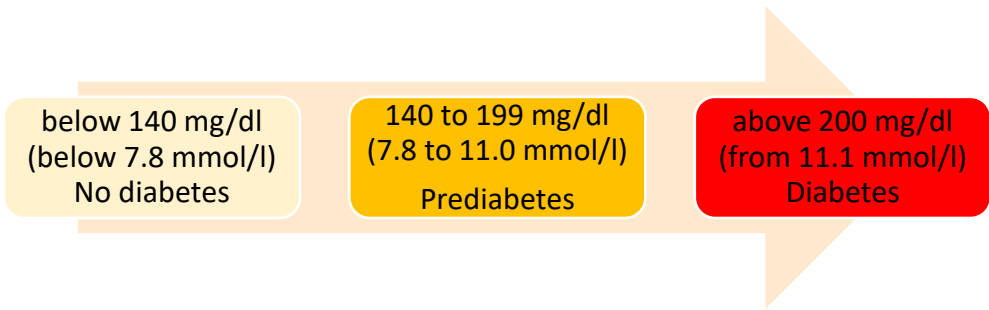 below 140 mg/dl
(below 7.8 mmol/l)
No diabetes
140 to 199 mg/dl
(7.8 to 11.0 mmol/l)
Prediabetes
above 200 mg/dl
(from 11.1 mmol/l)
Diabetes